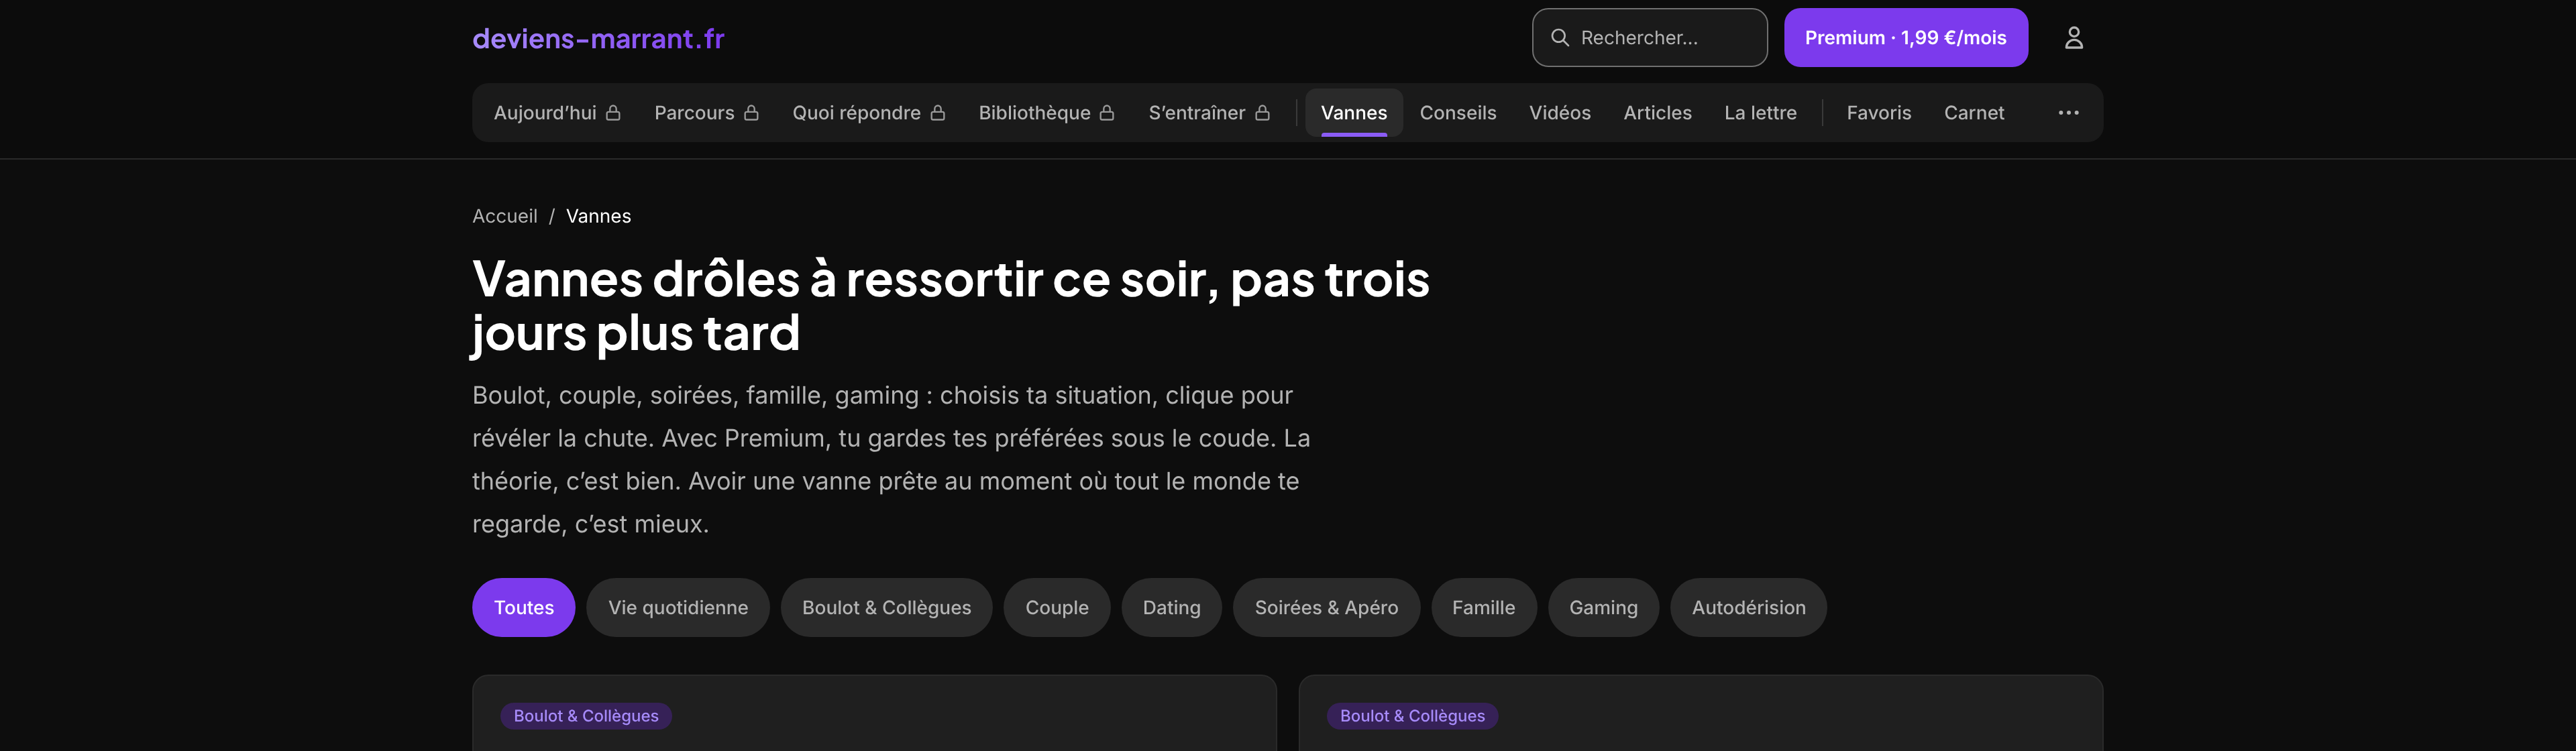 deviens-marrant.fr
Rechercher...
Premium · 1,99 €/mois
Aujourd’hui
Parcours
Quoi répondre
Bibliothèque
S’entraîner
Vannes
Conseils
Vidéos
Articles
La lettre
Favoris
Carnet
Accueil / Vannes
Vannes drôles à ressortir ce soir, pas trois
jours plus tard
Boulot, couple, soirées, famille, gaming : choisis ta situation, clique pour
révéler la chute. Avec Premium, tu gardes tes préférées sous le coude. La
théorie, c’est bien. Avoir une vanne prête au moment où tout le monde te
regarde, c’est mieux.
Toutes
Vie quotidienne
Boulot & Collègues
Couple
Dating
Soirées & Apéro
Famille
Gaming
Autodérision
Boulot & Collègues
Boulot & Collègues